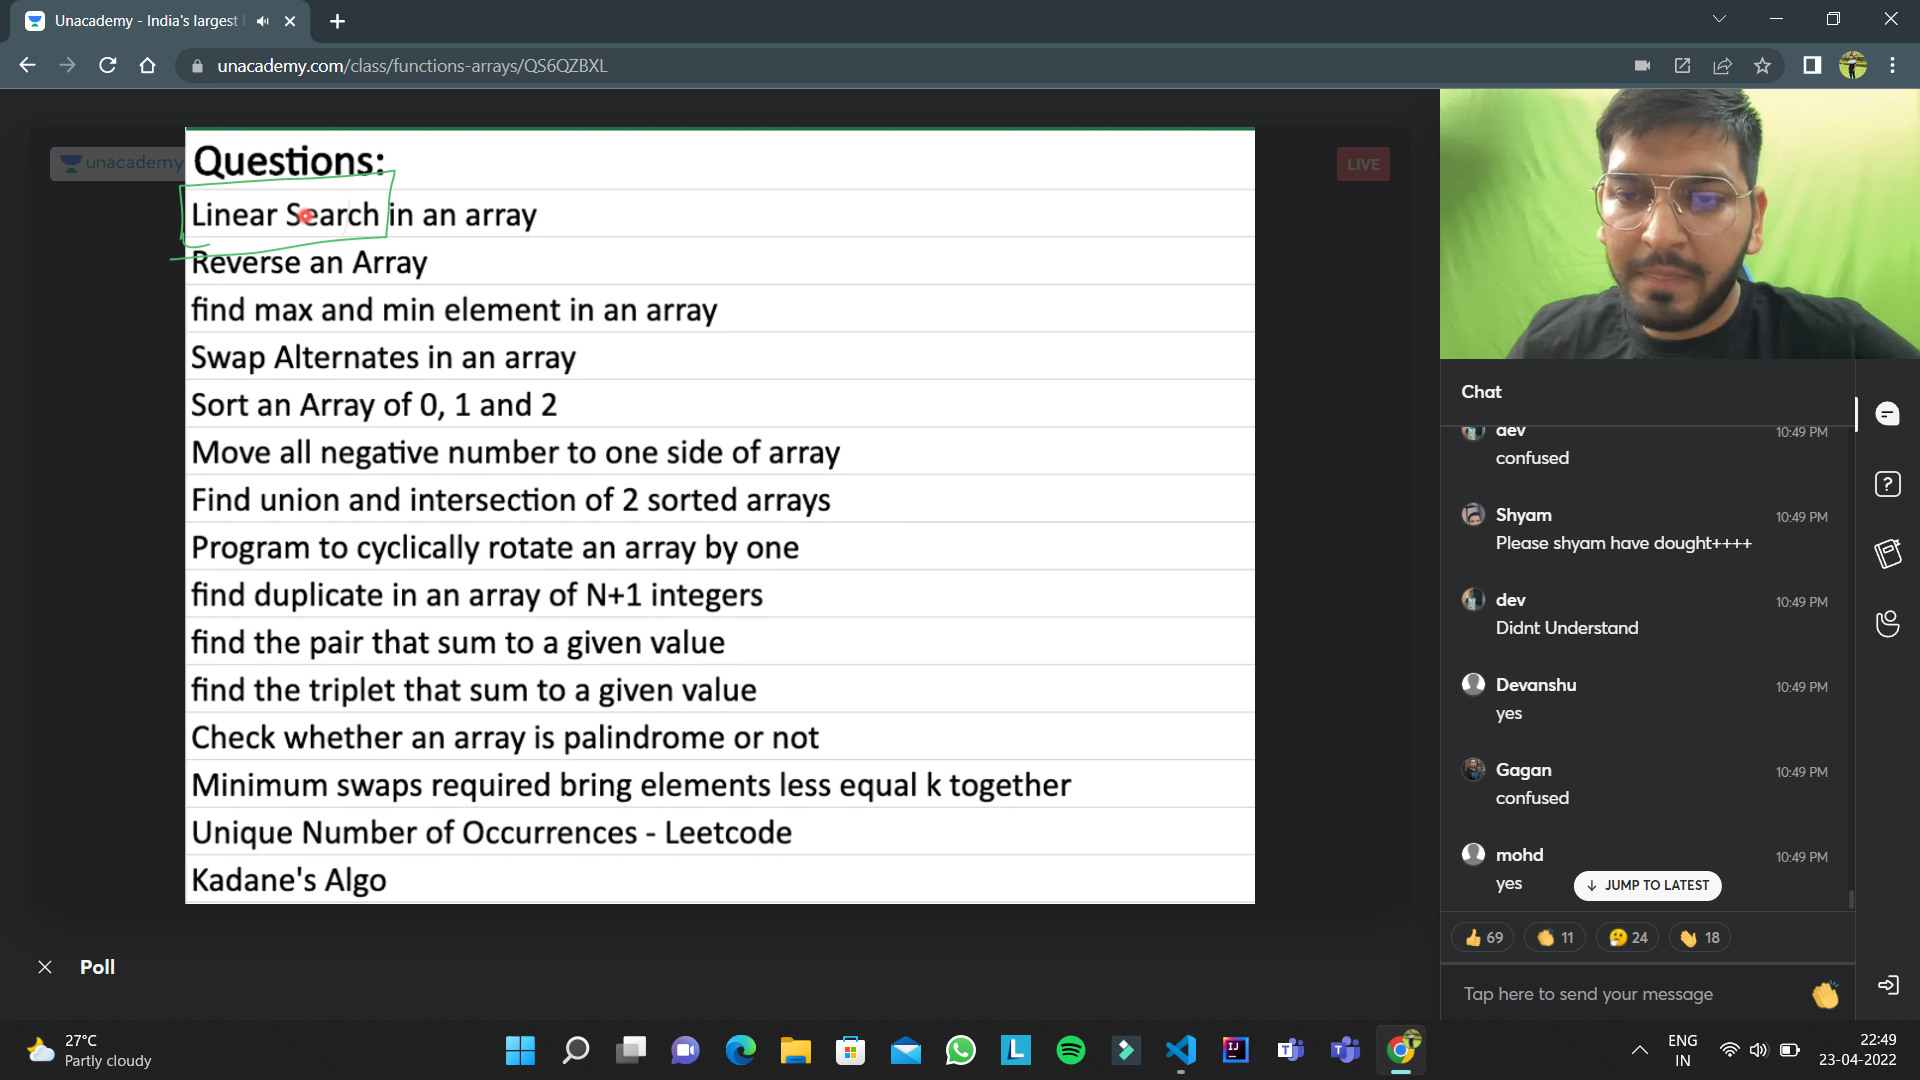 Unacademy - India's largest
unacademy.com/class/functions-arrays/QS6QZBXL
unacademy
LIVE
Questions:
Linear Search in an array
Reverse an Array
find max and min element in an array
Swap Alternates in an array
Sort an Array of 0, 1 and 2
Move all negative number to one side of array
Find union and intersection of 2 sorted arrays
Program to cyclically rotate an array by one
find duplicate in an array of N+1 integers
find the pair that sum to a given value
find the triplet that sum to a given value
Check whether an array is palindrome or not
Minimum swaps required bring elements less equal k together
Unique Number of Occurrences - Leetcode
Kadane's Algo
Poll
Chat
dev 10:49 PM
confused
Shyam 10:49 PM
Please shyam have dought++++
dev 10:49 PM
Didnt Understand
Devanshu 10:49 PM
yes
Gagan 10:49 PM
confused
mohd 10:49 PM
yes
JUMP TO LATEST
69 11 24 18
Tap here to send your message
27°C
Partly cloudy
ENG
IN
22:49
23-04-2022